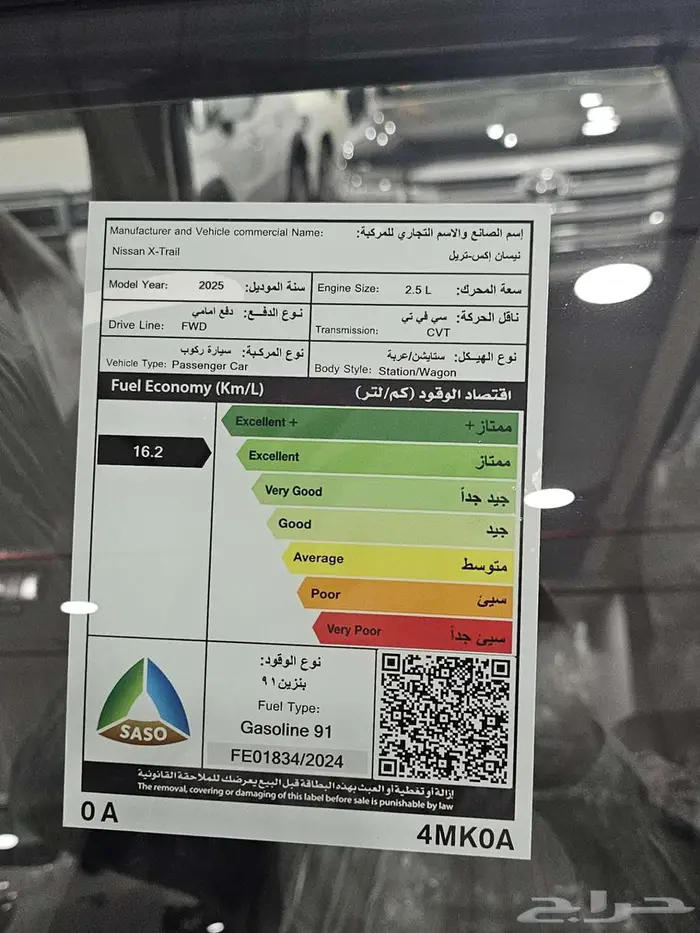 Manufacturer and Vehicle commercial Name: إسم الصانع والاسم التجاري للمركبة:
Nissan X-Trail نيسان إكس-تريل
Model Year: 2025 سنة الموديل:
Engine Size: 2.5 L سعة المحرك:
نوع الدفع: دفع امامي
Drive Line: FWD
ناقل الحركة: سي في تي
Transmission: CVT
نوع المركبة: سيارة ركوب
Vehicle Type: Passenger Car
نوع الهيكل: ستايشن/عربة
Body Style: Station/Wagon
Fuel Economy (Km/L) اقتصاد الوقود (كم/لتر)
Excellent + ممتاز +
16.2
Excellent ممتاز
Very Good جيد جداً
Good جيد
Average متوسط
Poor سيئ
Very Poor سيئ جداً
SASO
نوع الوقود:
بنزين ٩١
Fuel Type:
Gasoline 91
FE01834/2024
إزالة أو تغطية أو العبث بهذه البطاقة قبل البيع يعرضك للملاحقة القانونية
The removal, covering or damaging of this label before sale is punishable by law
0 A
4MK0A
حراج